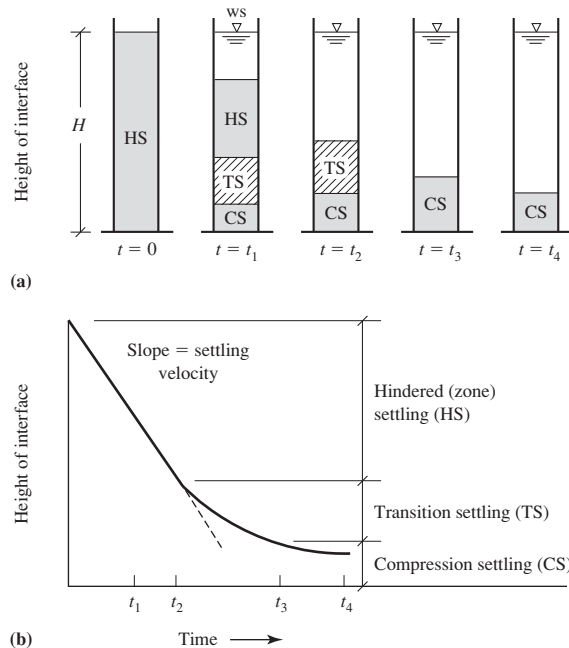 ws
Height of interface
H
HS
HS
TS
CS
TS
CS
CS
CS
t = 0
t = t₁
t = t₂
t = t₃
t = t₄
(a)
Height of interface
Slope = settling
velocity
Hindered (zone)
settling (HS)
Transition settling (TS)
Compression settling (CS)
t₁
t₂
t₃
t₄
(b)
Time